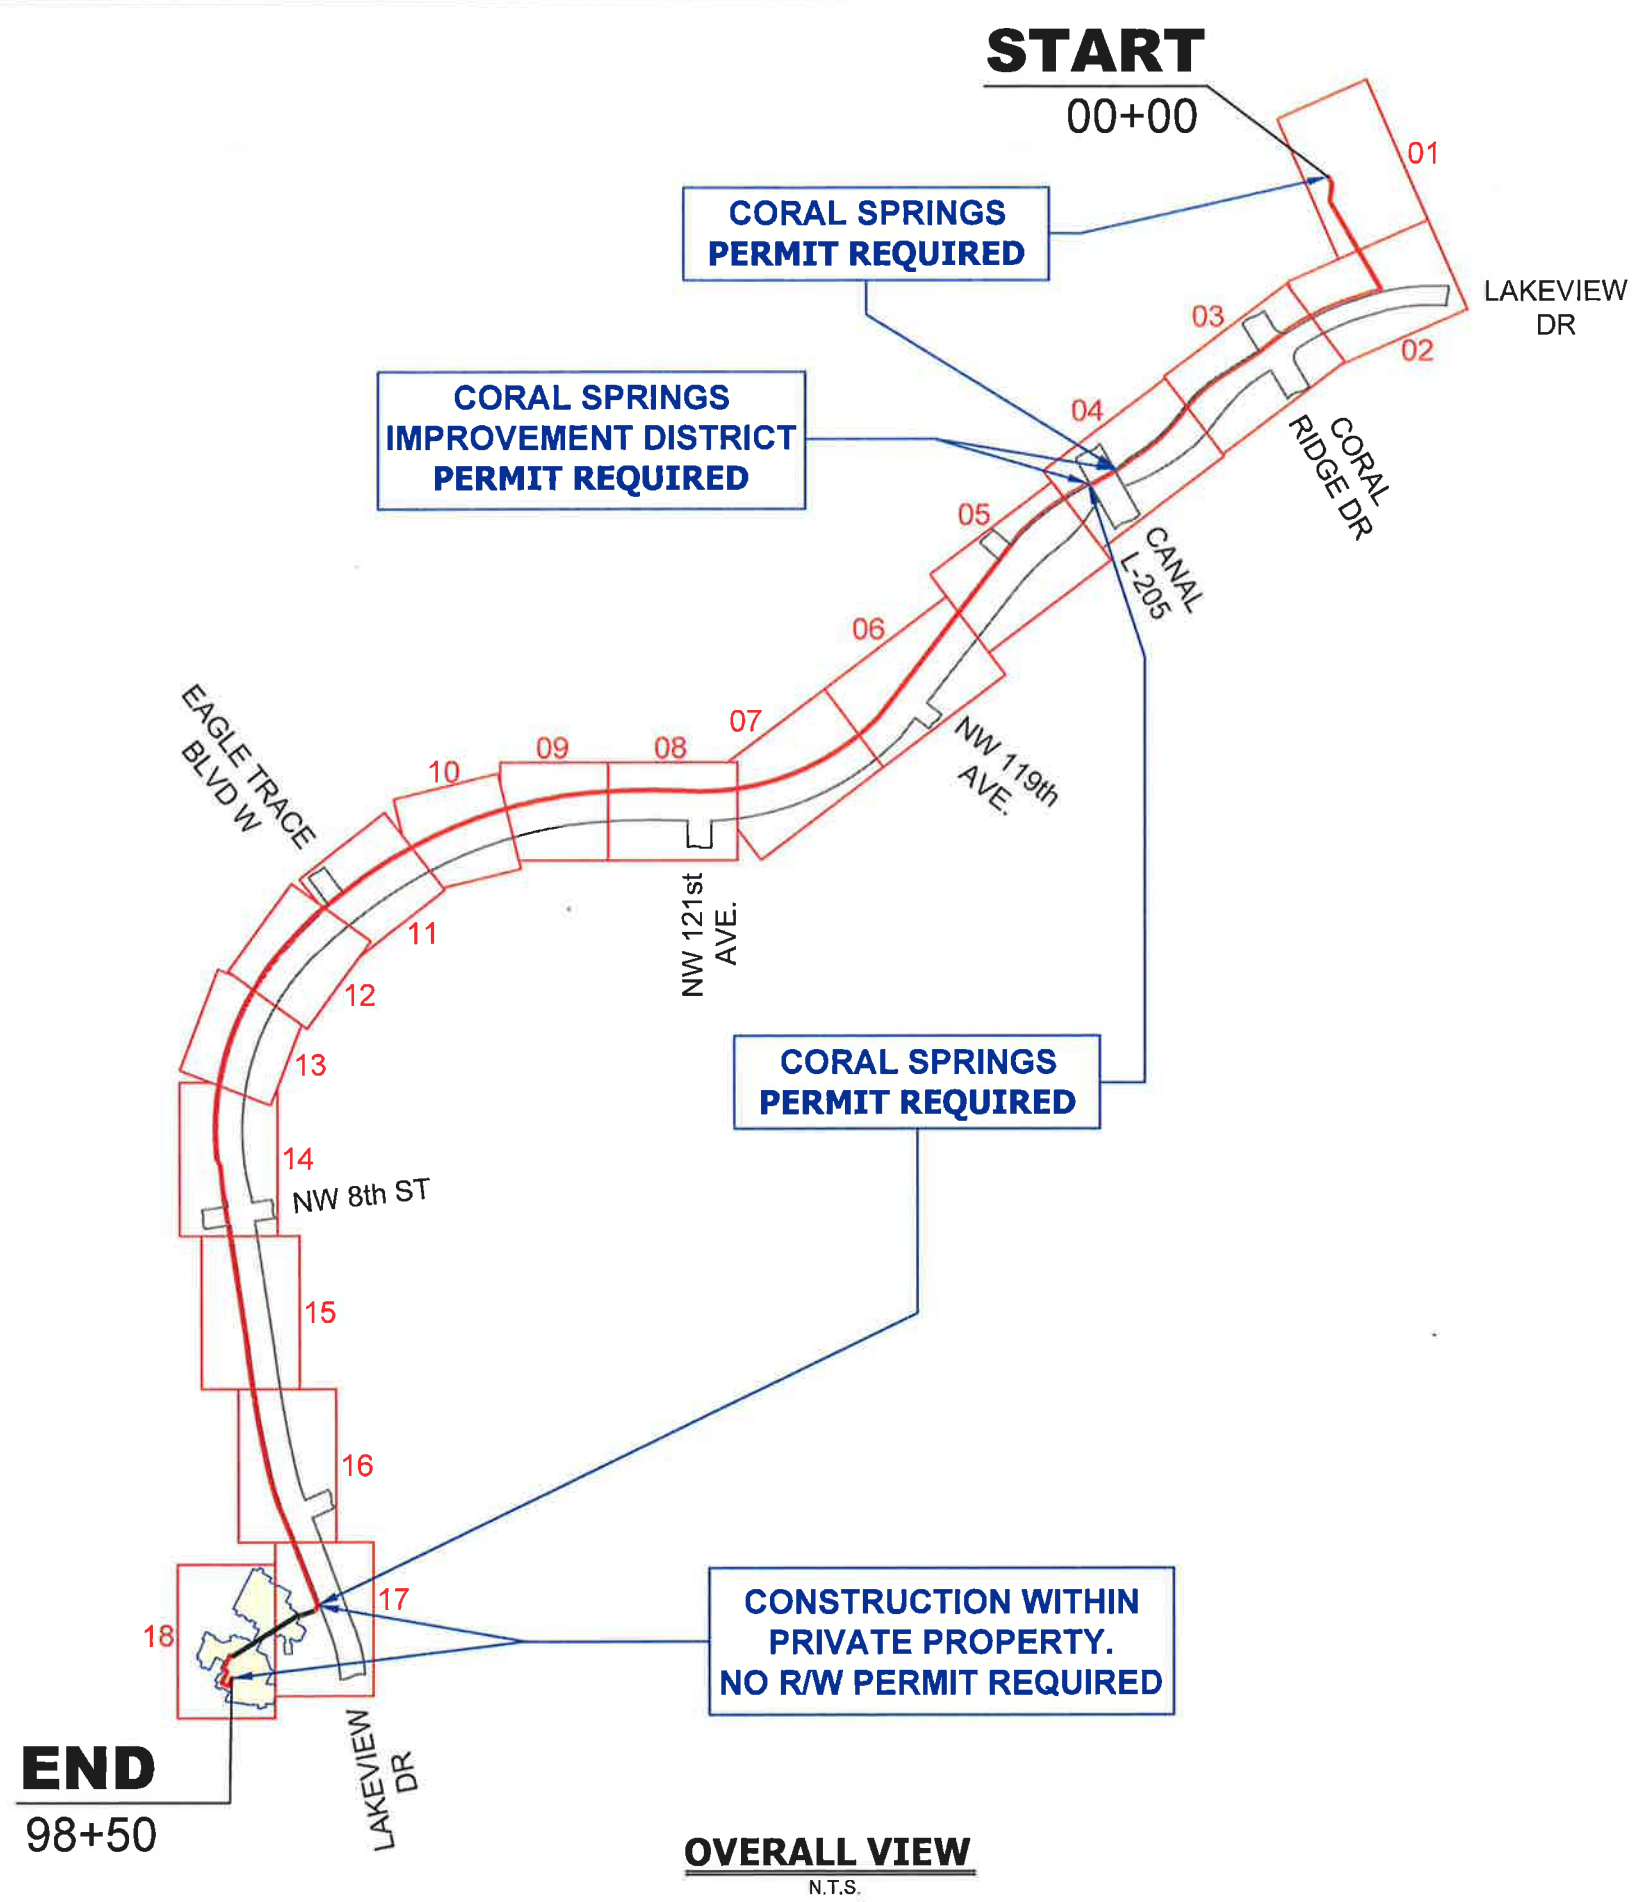 START
00+00
01
CORAL SPRINGS
PERMIT REQUIRED
LAKEVIEW
DR
03
02
CORAL SPRINGS
IMPROVEMENT DISTRICT
PERMIT REQUIRED
04
CORAL
RIDGE DR
05
CANAL
L-205
06
EAGLE TRACE
BLVD W
07
NW 119th
AVE.
10
09
08
11
NW 121st
AVE.
12
13
CORAL SPRINGS
PERMIT REQUIRED
14
NW 8th ST
15
16
17
18
CONSTRUCTION WITHIN
PRIVATE PROPERTY.
NO R/W PERMIT REQUIRED
LAKEVIEW
DR
END
98+50
OVERALL VIEW
N.T.S.